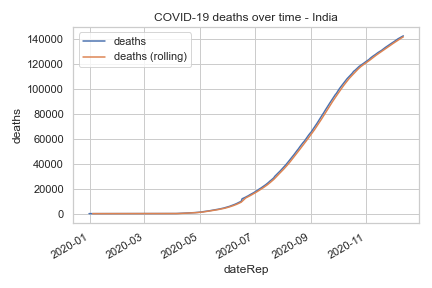 COVID-19 deaths over time - India
deaths
deaths (rolling)
140000
120000
100000
80000
60000
40000
20000
0
deaths
2020-01
2020-03
2020-05
2020-07
2020-09
2020-11
dateRep